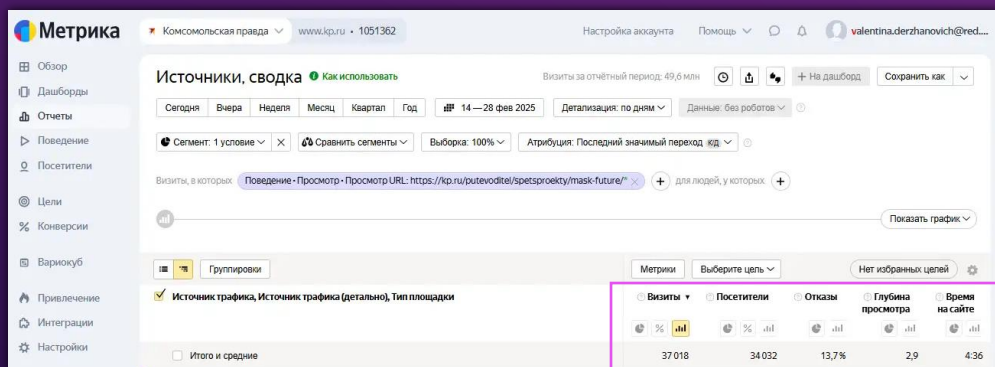 Метрика
Комсомольская правда
www.kp.ru • 1051362
Настройка аккаунта
Помощь
valentina.derzhanovich@red....
Обзор
Дашборды
Отчеты
Поведение
Посетители
Цели
Конверсии
Вариокуб
Привлечение
Интеграции
Настройки
Источники, сводка
Как использовать
Визиты за отчётный период: 49,6 млн
+ На дашборд
Сохранить как
Сегодня Вчера Неделя Месяц Квартал Год
14 — 28 фев 2025
Детализация: по дням
Данные: без роботов
Сегмент: 1 условие
Сравнить сегменты
Выборка: 100%
Атрибуция: Последний значимый переход к/д
Визиты, в которых Поведение • Просмотр • Просмотр URL: https://kp.ru/putevoditel/spetsproekty/mask-future/* × + для людей, у которых +
Показать график
Группировки
Метрики
Выберите цель
Нет избранных целей
Источник трафика, Источник трафика (детально), Тип площадки
Визиты
Посетители
Отказы
Глубина просмотра
Время на сайте
Итого и средние 37 018 34 032 13,7% 2,9 4:36